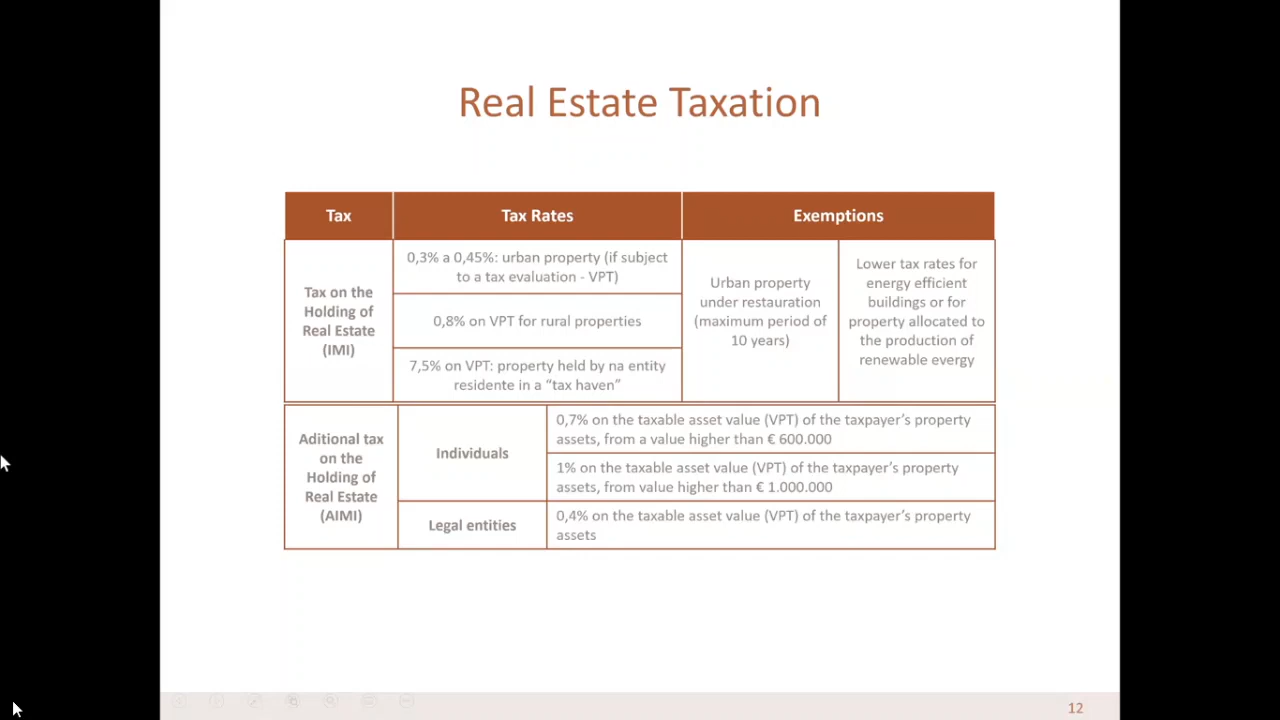 Real Estate Taxation
Tax
Tax Rates
Exemptions
Tax on the
Holding of
Real Estate
(IMI)
0,3% a 0,45%: urban property (if subject
to a tax evaluation - VPT)
0,8% on VPT for rural properties
7,5% on VPT: property held by na entity
residente in a “tax haven”
Urban property
under restauration
(maximum period of
10 years)
Lower tax rates for
energy efficient
buildings or for
property allocated to
the production of
renewable evergy
Aditional tax
on the
Holding of
Real Estate
(AIMI)
Individuals
0,7% on the taxable asset value (VPT) of the taxpayer’s property
assets, from a value higher than € 600.000
1% on the taxable asset value (VPT) of the taxpayer’s property
assets, from value higher than € 1.000.000
Legal entities
0,4% on the taxable asset value (VPT) of the taxpayer’s property
assets
12